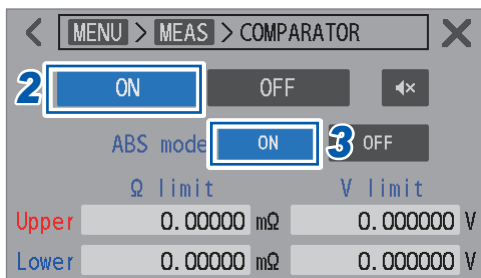 MENU > MEAS > COMPARATOR
2 ON OFF
ABS mode ON 3 OFF
Ω limit V limit
Upper 0.00000 mΩ 0.000000 V
Lower 0.00000 mΩ 0.000000 V